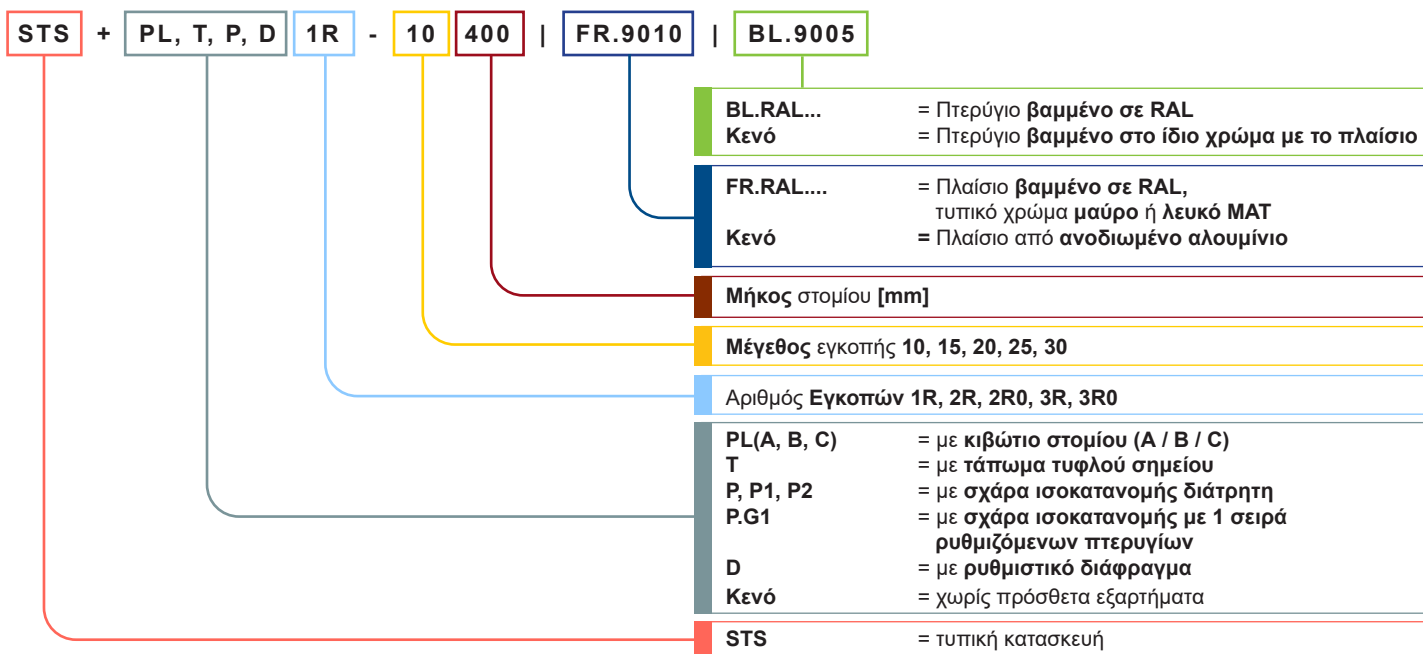 STS + PL, T, P, D 1R - 10 400 | FR.9010 | BL.9005
BL.RAL... = Πτερύγιο βαμμένο σε RAL
Κενό = Πτερύγιο βαμμένο στο ίδιο χρώμα με το πλαίσιο
FR.RAL.... = Πλαίσιο βαμμένο σε RAL,
τυπικό χρώμα μαύρο ή λευκό ΜΑΤ
Κενό = Πλαίσιο από ανοδιωμένο αλουμίνιο
Μήκος στομίου [mm]
Μέγεθος εγκοπής 10, 15, 20, 25, 30
Αριθμός Εγκοπών 1R, 2R, 2R0, 3R, 3R0
PL(A, B, C) = με κιβώτιο στομίου (A / B / C)
T = με τάπωμα τυφλού σημείου
P, P1, P2 = με σχάρα ισοκατανομής διάτρητη
P.G1 = με σχάρα ισοκατανομής με 1 σειρά
ρυθμιζόμενων πτερυγίων
D = με ρυθμιστικό διάφραγμα
Κενό = χωρίς πρόσθετα εξαρτήματα
STS = τυπική κατασκευή